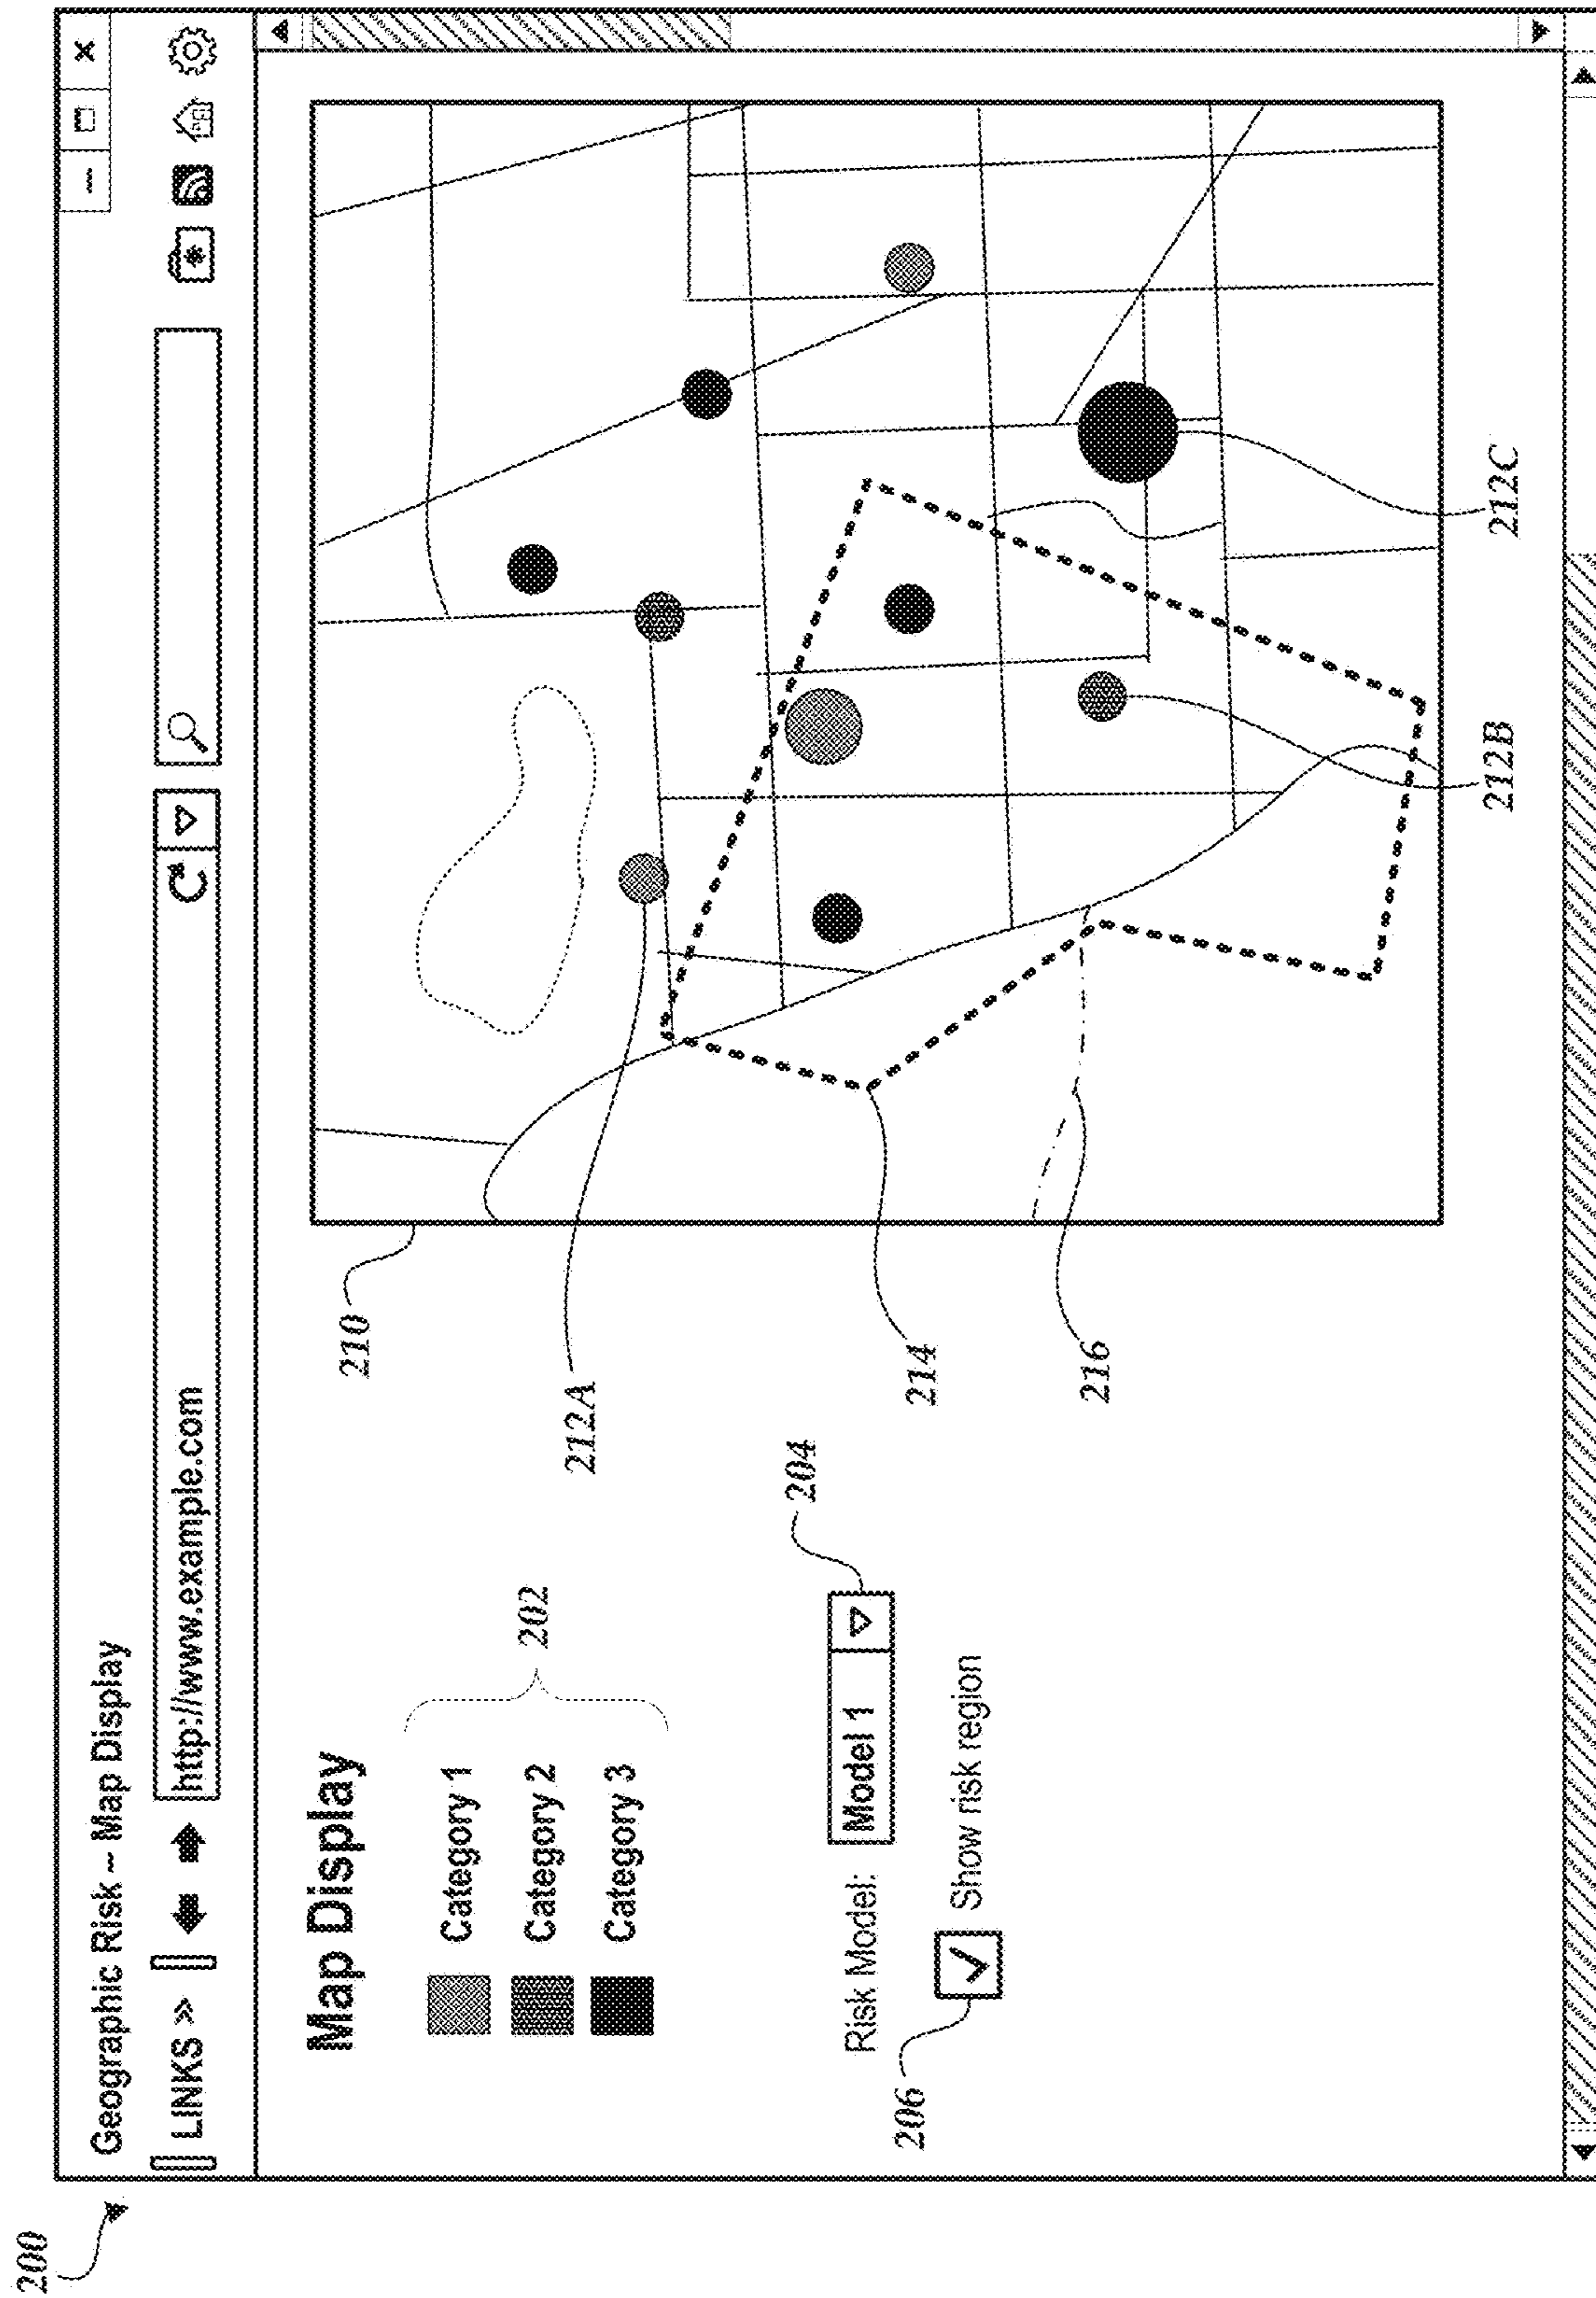 200
Geographic Risk ~ Map Display
LINKS »
http://www.example.com
Map Display
Category 1
Category 2
Category 3
202
Risk Model:
Model 1
204
206
Show risk region
210
212A
214
216
212B
212C